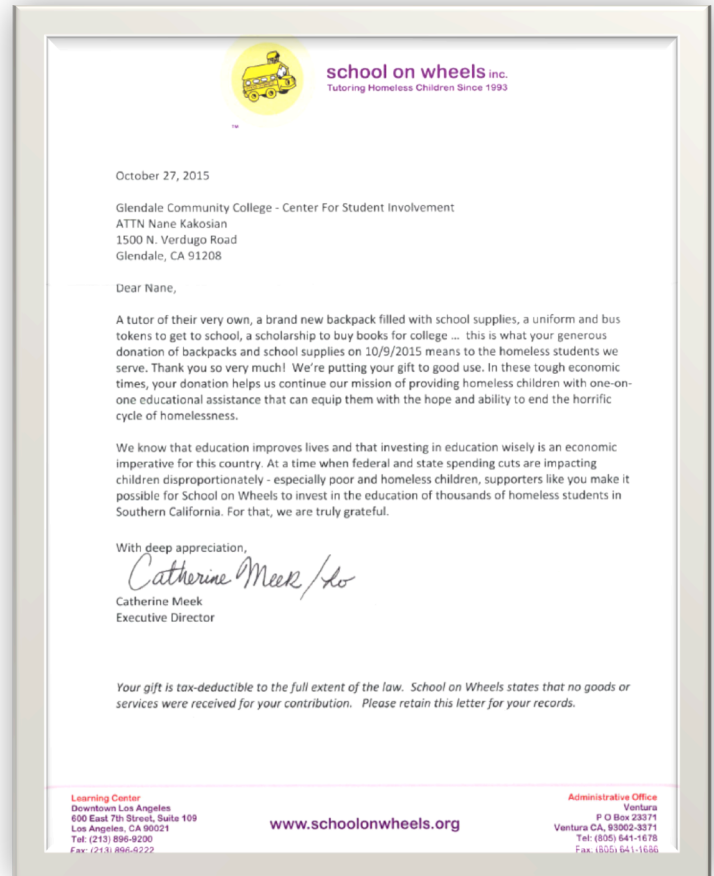 school on wheels inc.
Tutoring Homeless Children Since 1993
TM
October 27, 2015
Glendale Community College - Center For Student Involvement
ATTN Nane Kakosian
1500 N. Verdugo Road
Glendale, CA 91208
Dear Nane,
A tutor of their very own, a brand new backpack filled with school supplies, a uniform and bus
tokens to get to school, a scholarship to buy books for college ... this is what your generous
donation of backpacks and school supplies on 10/9/2015 means to the homeless students we
serve. Thank you so very much! We're putting your gift to good use. In these tough economic
times, your donation helps us continue our mission of providing homeless children with one-on-
one educational assistance that can equip them with the hope and ability to end the horrific
cycle of homelessness.
We know that education improves lives and that investing in education wisely is an economic
imperative for this country. At a time when federal and state spending cuts are impacting
children disproportionately - especially poor and homeless children, supporters like you make it
possible for School on Wheels to invest in the education of thousands of homeless students in
Southern California. For that, we are truly grateful.
With deep appreciation,
Catherine Meek /ho
Catherine Meek
Executive Director
Your gift is tax-deductible to the full extent of the law. School on Wheels states that no goods or
services were received for your contribution. Please retain this letter for your records.
Learning Center
Downtown Los Angeles
600 East 7th Street, Suite 109
Los Angeles, CA 90021
Tel: (213) 896-9200
Fax: (213) 896-9222
www.schoolonwheels.org
Administrative Office
Ventura
P O Box 23371
Ventura CA, 93002-3371
Tel: (805) 641-1678
Fax: (805) 641-1686